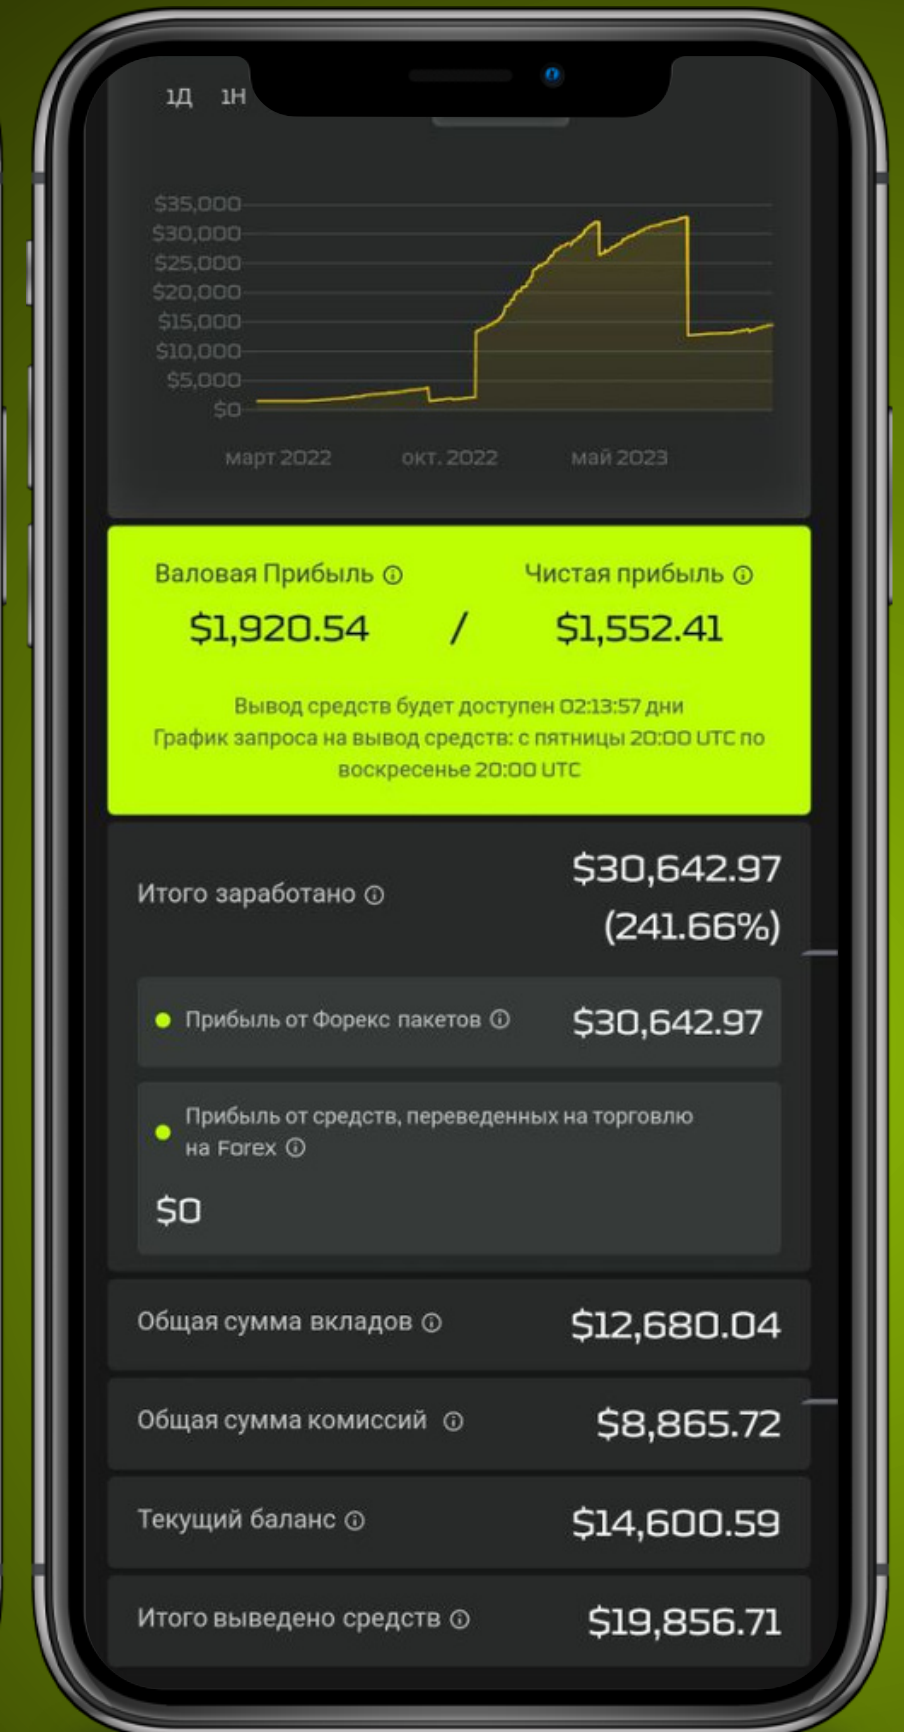 1Д 1Н
$35,000
$30,000
$25,000
$20,000
$15,000
$10,000
$5,000
$0
март 2022 окт. 2022 май 2023
Валовая Прибыль Чистая прибыль
$1,920.54 / $1,552.41
Вывод средств будет доступен 02:13:57 дни
График запроса на вывод средств: с пятницы 20:00 UTC по
воскресенье 20:00 UTC
Итого заработано $30,642.97
(241.66%)
Прибыль от Форекс пакетов $30,642.97
Прибыль от средств, переведенных на торговлю
на Forex
$0
Общая сумма вкладов $12,680.04
Общая сумма комиссий $8,865.72
Текущий баланс $14,600.59
Итого выведено средств $19,856.71